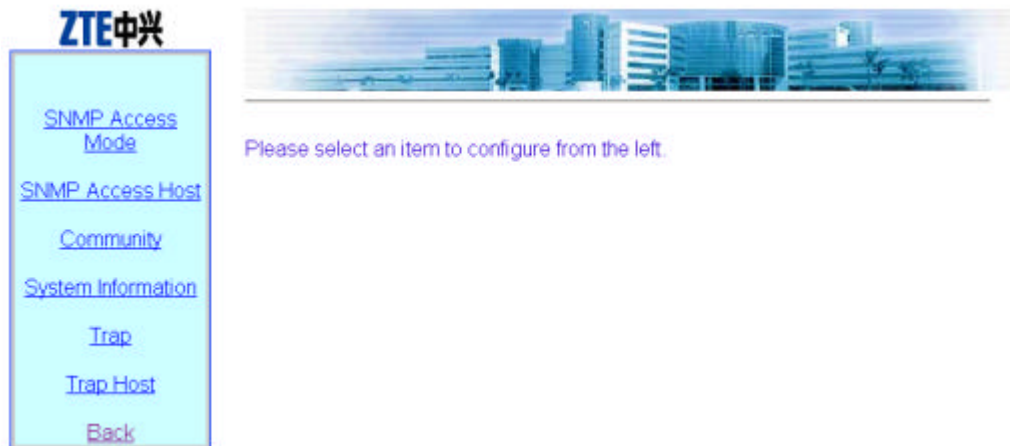 ZTE中兴
SNMP Access
Mode
SNMP Access Host
Community
System Information
Trap
Trap Host
Back
Please select an item to configure from the left.